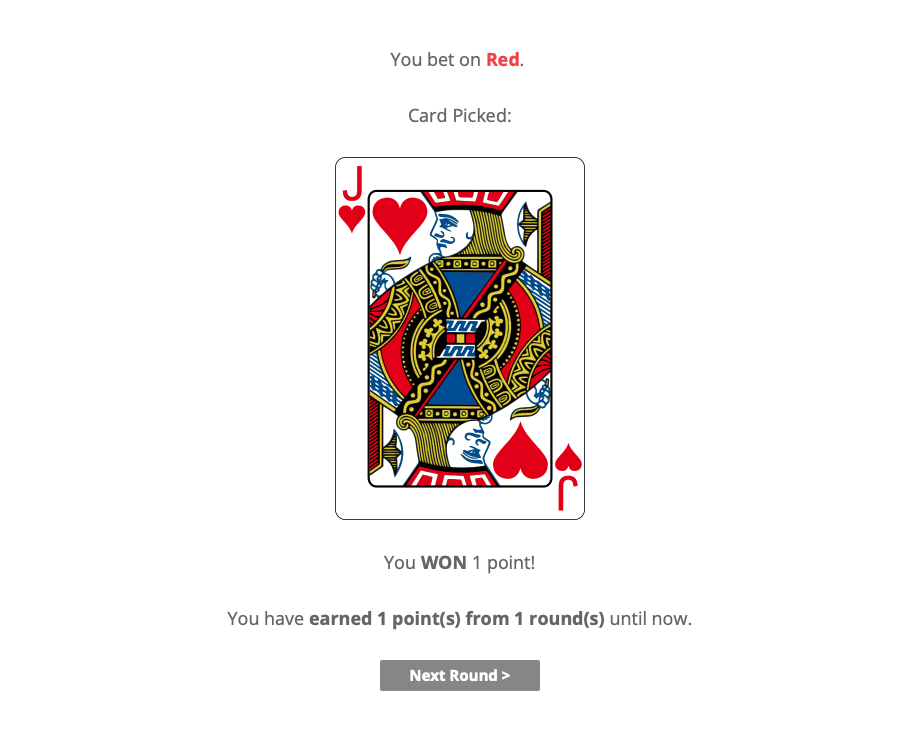 You bet on Red.
Card Picked:
J
J
You WON 1 point!
You have earned 1 point(s) from 1 round(s) until now.
Next Round >